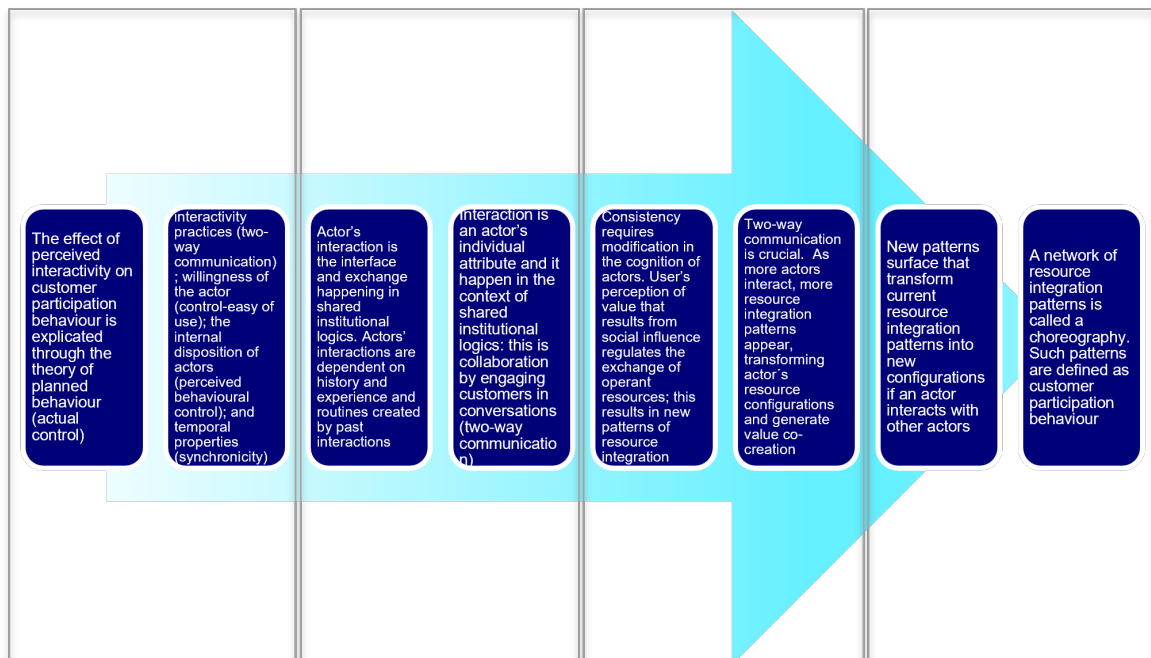 The effect of
perceived
interactivity on
customer
participation
behaviour is
explicated
through the
theory of
planned
behaviour
(actual
control)
interactivity
practices (two-
way
communication)
; willingness of
the actor
(control-easy of
use); the
internal
disposition of
actors
(perceived
behavioural
control); and
temporal
properties
(synchronicity)
Actor's
interaction is
the interface
and exchange
happening in
shared
institutional
logics. Actors'
interactions are
dependent on
history and
experience and
routines created
by past
interactions
Interaction is
an actor's
individual
attribute and it
happen in the
context of
shared
institutional
logics: this is
collaboration
by engaging
customers in
conversations
(two-way
communicatio
n)
Consistency
requires
modification in
the cognition of
actors. User's
perception of
value that
results from
social influence
regulates the
exchange of
operant
resources; this
results in new
patterns of
resource
integration
Two-way
communication
is crucial.  As
more actors
interact, more
resource
integration
patterns
appear,
transforming
actor´s
resource
configurations
and generate
value co-
creation
New patterns
surface that
transform
current
resource
integration
patterns into
new
configurations
if an actor
interacts with
other actors
A network of
resource
integration
patterns is
called a
choreography.
Such patterns
are defined as
customer
participation
behaviour